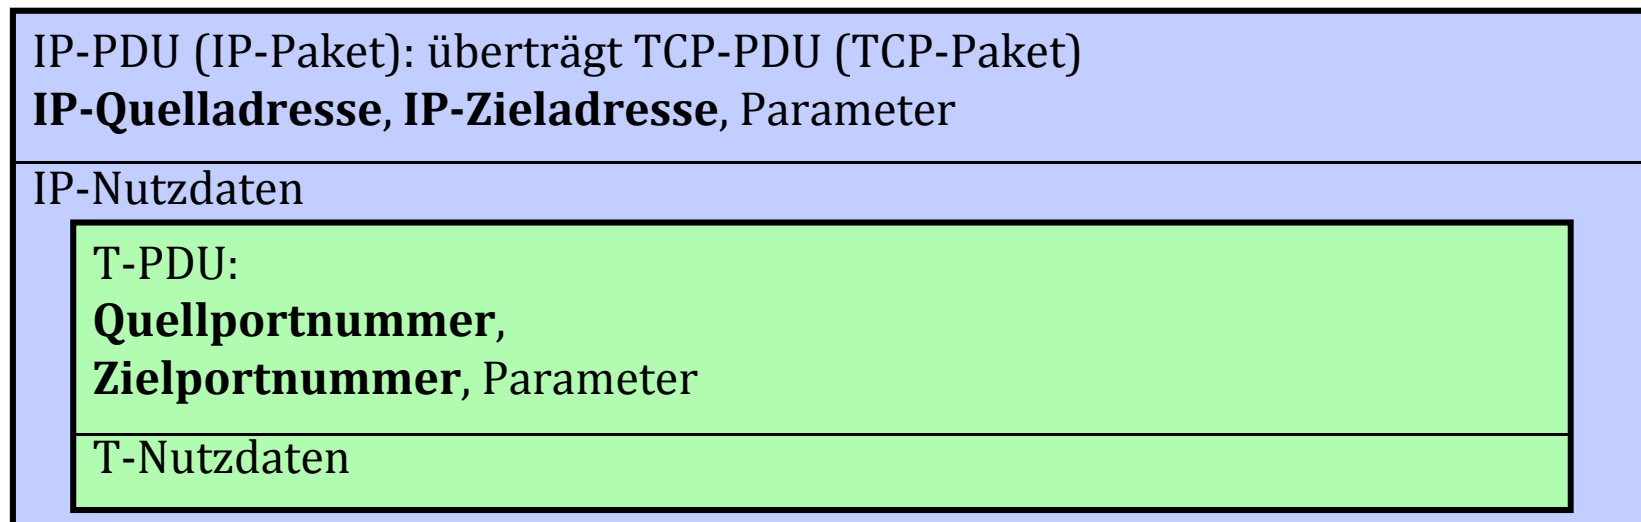 IP-PDU (IP-Paket): überträgt TCP-PDU (TCP-Paket)
IP-Quelladresse, IP-Zieladresse, Parameter
IP-Nutzdaten
T-PDU:
Quellportnummer,
Zielportnummer, Parameter
T-Nutzdaten